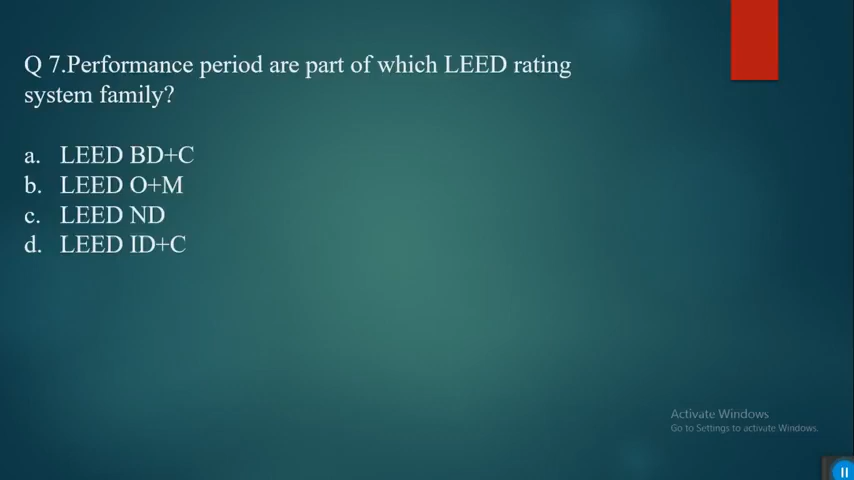 Q 7.Performance period are part of which LEED rating
system family?
a. LEED BD+C
b. LEED O+M
c. LEED ND
d. LEED ID+C
Activate Windows
Go to Settings to activate Windows.